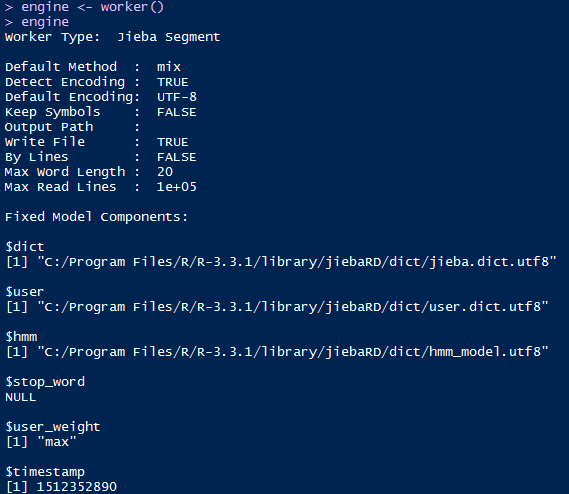 > engine <- worker()
> engine
Worker Type:  Jieba Segment
Default Method  :  mix
Detect Encoding :  TRUE
Default Encoding:  UTF-8
Keep Symbols    :  FALSE
Output Path     :
Write File      :  TRUE
By Lines        :  FALSE
Max Word Length :  20
Max Read Lines  :  1e+05
Fixed Model Components:
$dict
[1] "C:/Program Files/R/R-3.3.1/library/jiebaRD/dict/jieba.dict.utf8"
$user
[1] "C:/Program Files/R/R-3.3.1/library/jiebaRD/dict/user.dict.utf8"
$hmm
[1] "C:/Program Files/R/R-3.3.1/library/jiebaRD/dict/hmm_model.utf8"
$stop_word
NULL
$user_weight
[1] "max"
$timestamp
[1] 1512352890